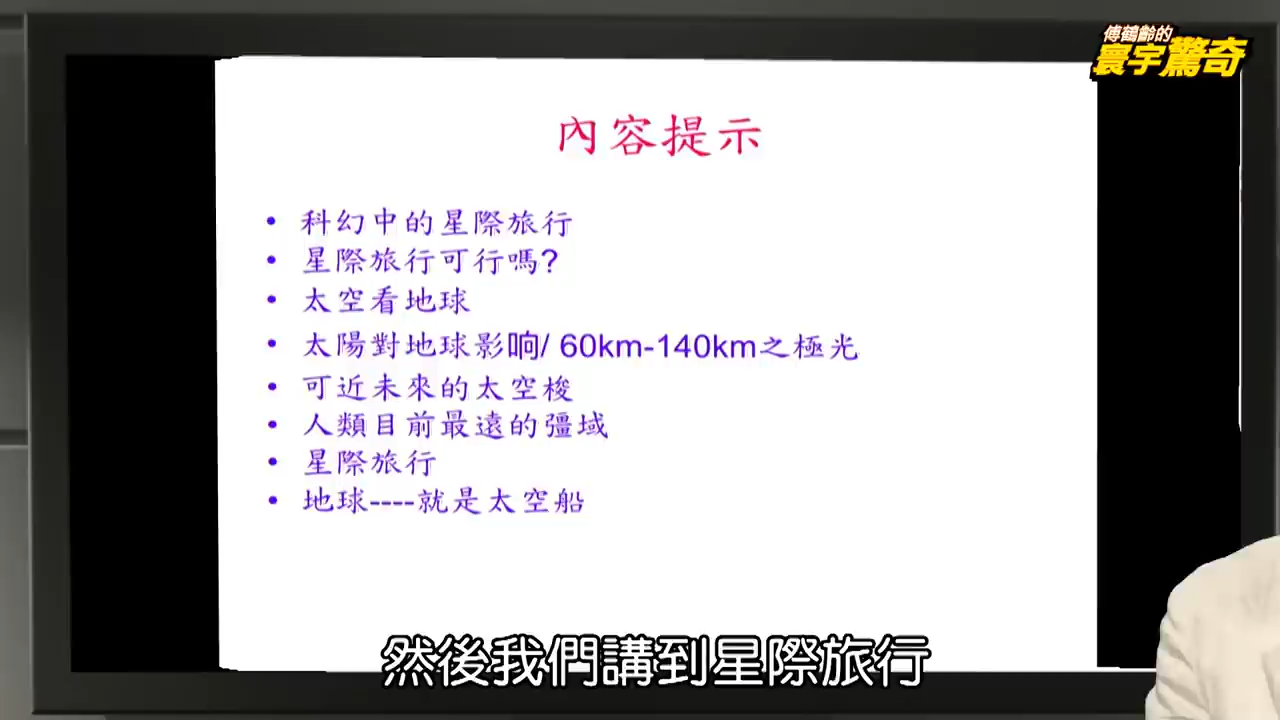 傅鶴齡的
寰宇驚奇
內容提示
• 科幻中的星際旅行
• 星際旅行可行嗎?
• 太空看地球
• 太陽對地球影响/ 60km-140km之極光
• 可近未來的太空梭
• 人類目前最遠的彊域
• 星際旅行
• 地球----就是太空船
然後我們講到星際旅行